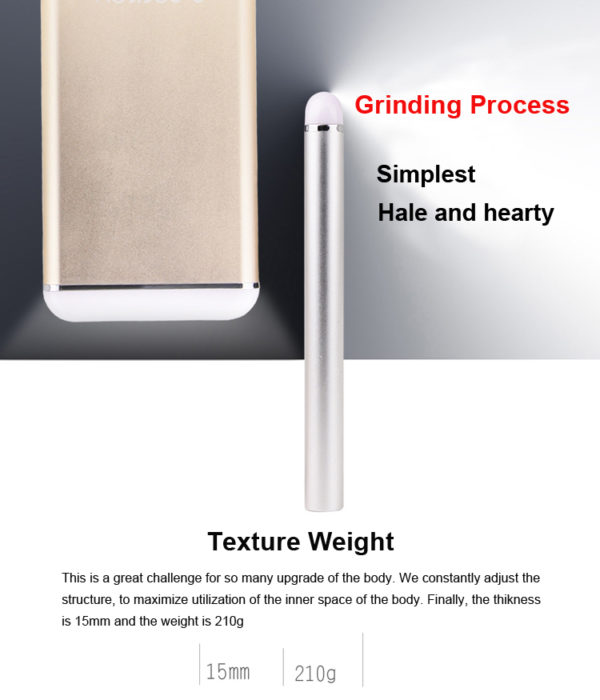 Grinding Process
Simplest
Hale and hearty
Texture Weight
This is a great challenge for so many upgrade of the body. We constantly adjust the
structure, to maximize utilization of the inner space of the body. Finally, the thikness
is 15mm and the weight is 210g
15mm
210g